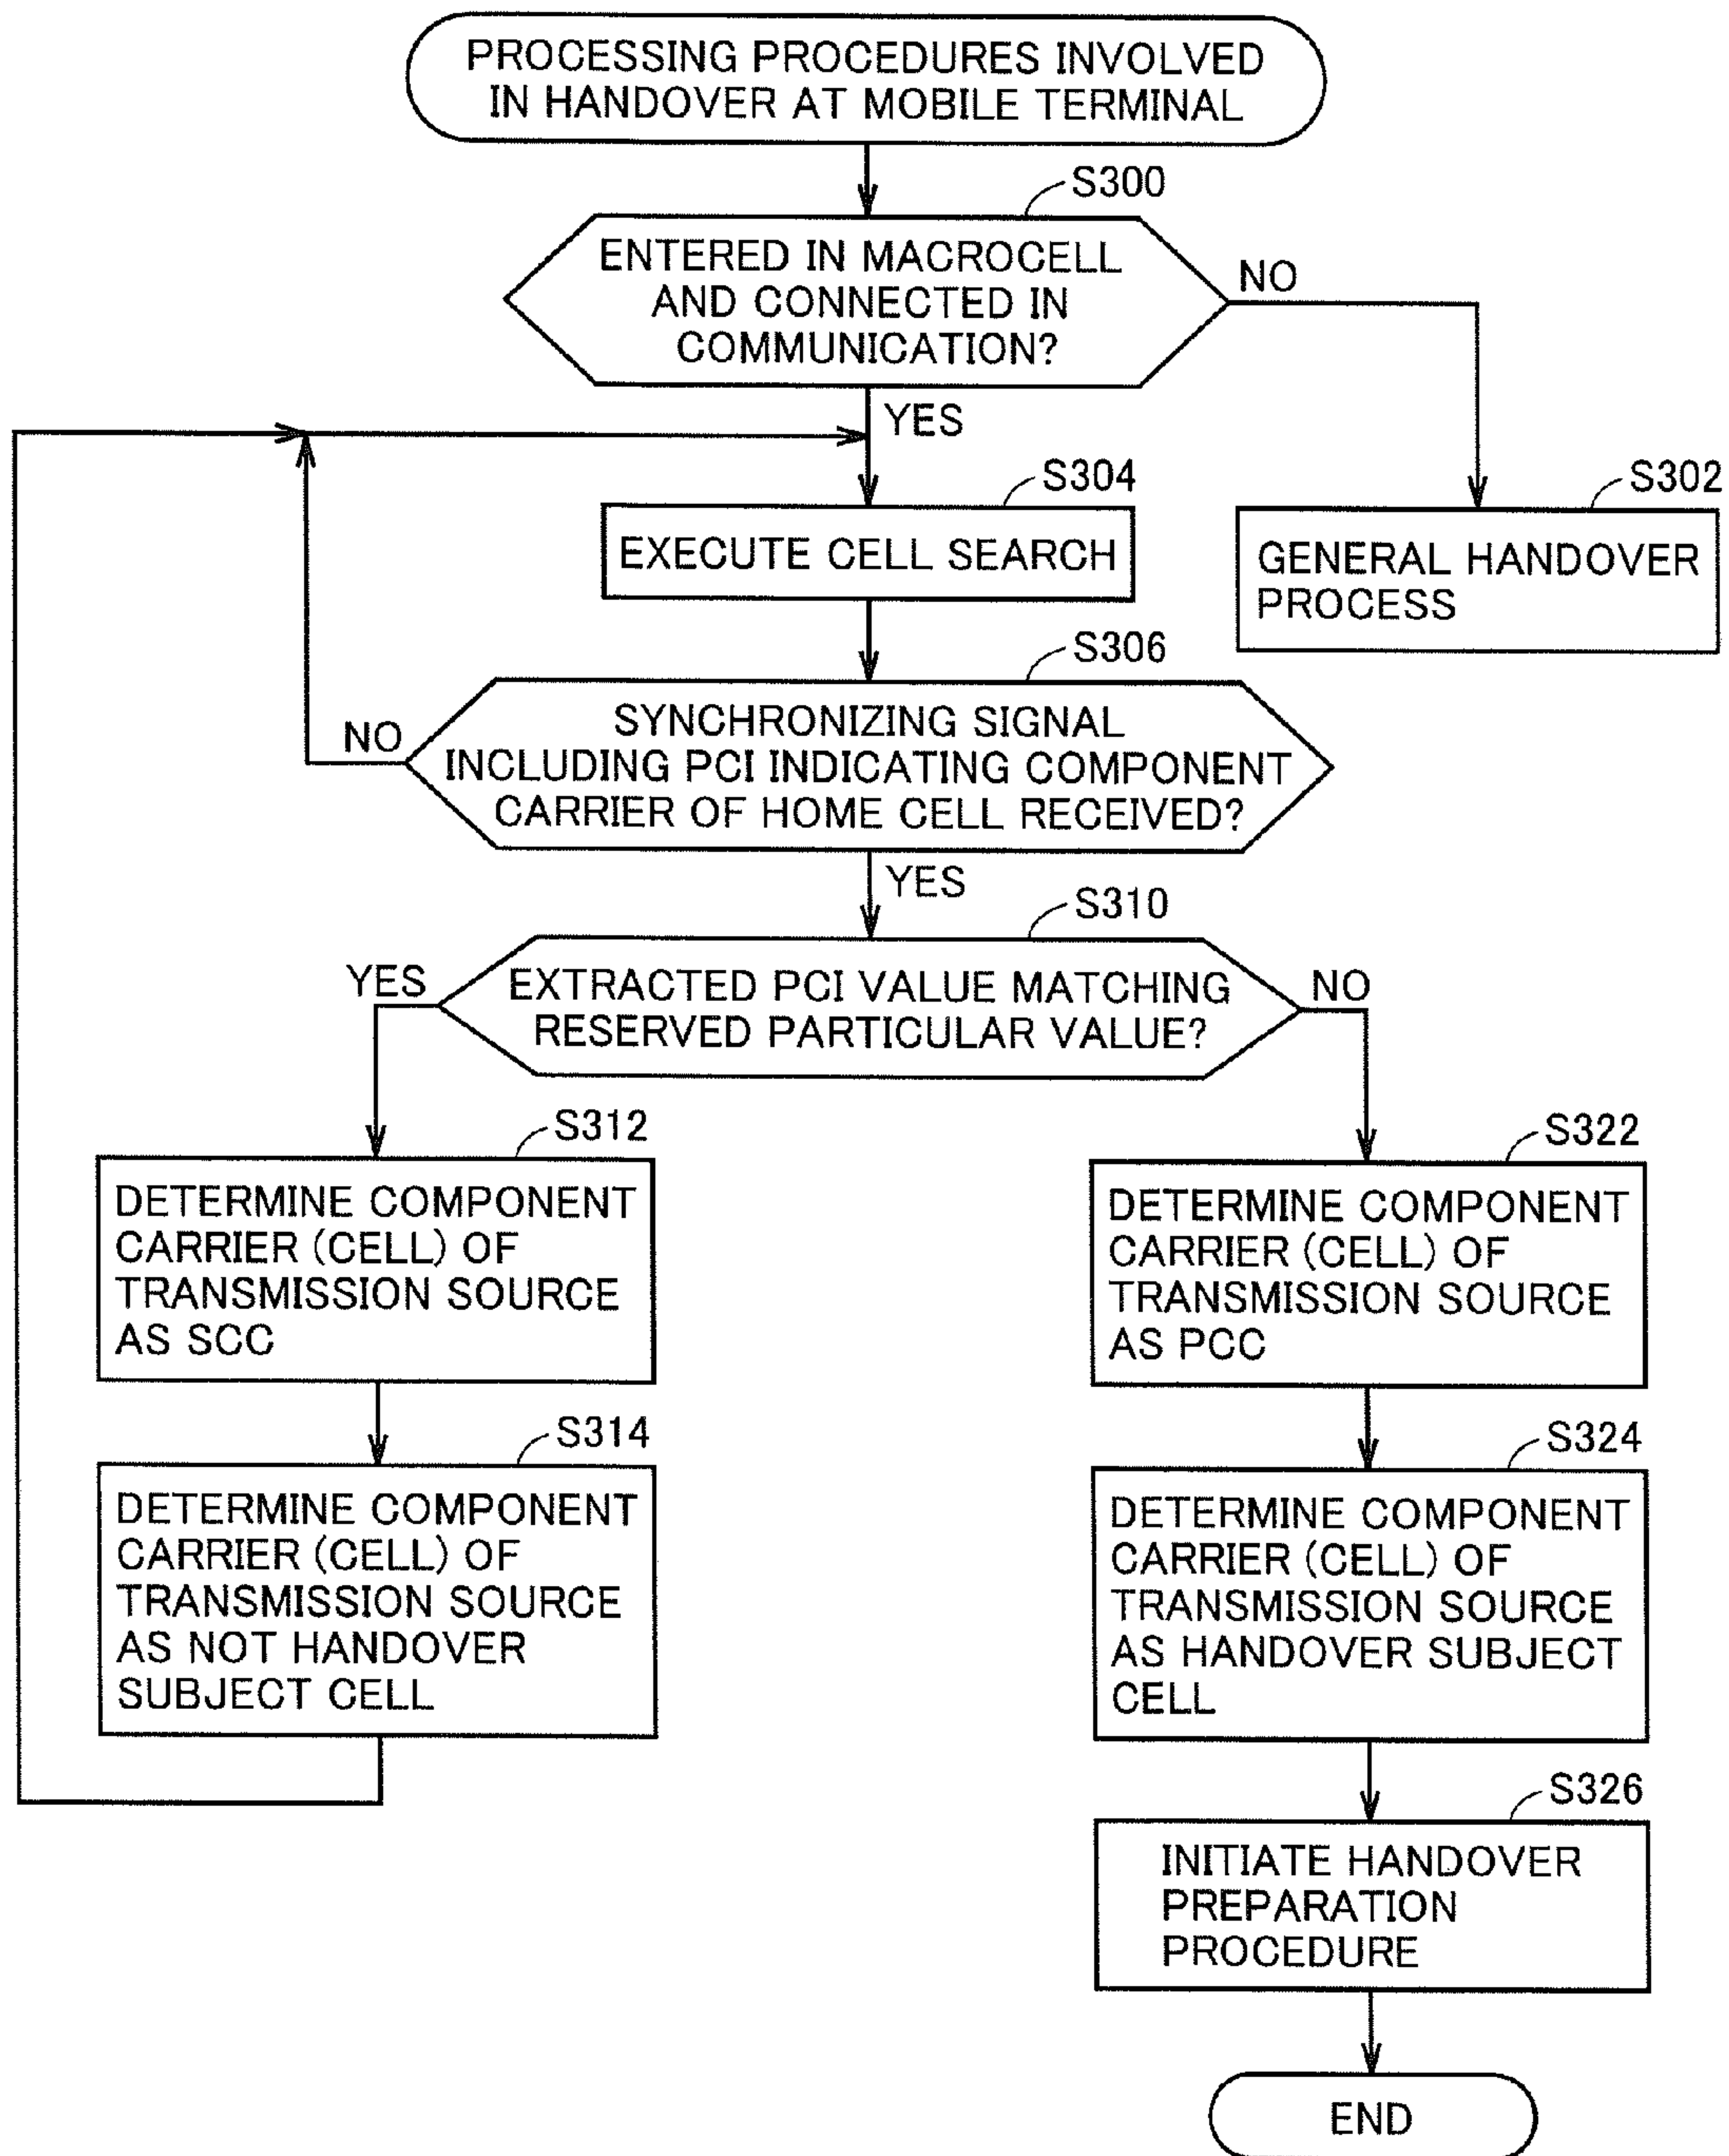 PROCESSING PROCEDURES INVOLVED
IN HANDOVER AT MOBILE TERMINAL
S300
ENTERED IN MACROCELL
AND CONNECTED IN
COMMUNICATION?
NO
YES
S304
EXECUTE CELL SEARCH
S302
GENERAL HANDOVER
PROCESS
S306
SYNCHRONIZING SIGNAL
INCLUDING PCI INDICATING COMPONENT
CARRIER OF HOME CELL RECEIVED?
NO
YES
S310
EXTRACTED PCI VALUE MATCHING
RESERVED PARTICULAR VALUE?
YES
NO
S312
DETERMINE COMPONENT
CARRIER (CELL) OF
TRANSMISSION SOURCE
AS SCC
S322
DETERMINE COMPONENT
CARRIER (CELL) OF
TRANSMISSION SOURCE
AS PCC
S314
DETERMINE COMPONENT
CARRIER (CELL) OF
TRANSMISSION SOURCE
AS NOT HANDOVER
SUBJECT CELL
S324
DETERMINE COMPONENT
CARRIER (CELL) OF
TRANSMISSION SOURCE
AS HANDOVER SUBJECT
CELL
S326
INITIATE HANDOVER
PREPARATION
PROCEDURE
END